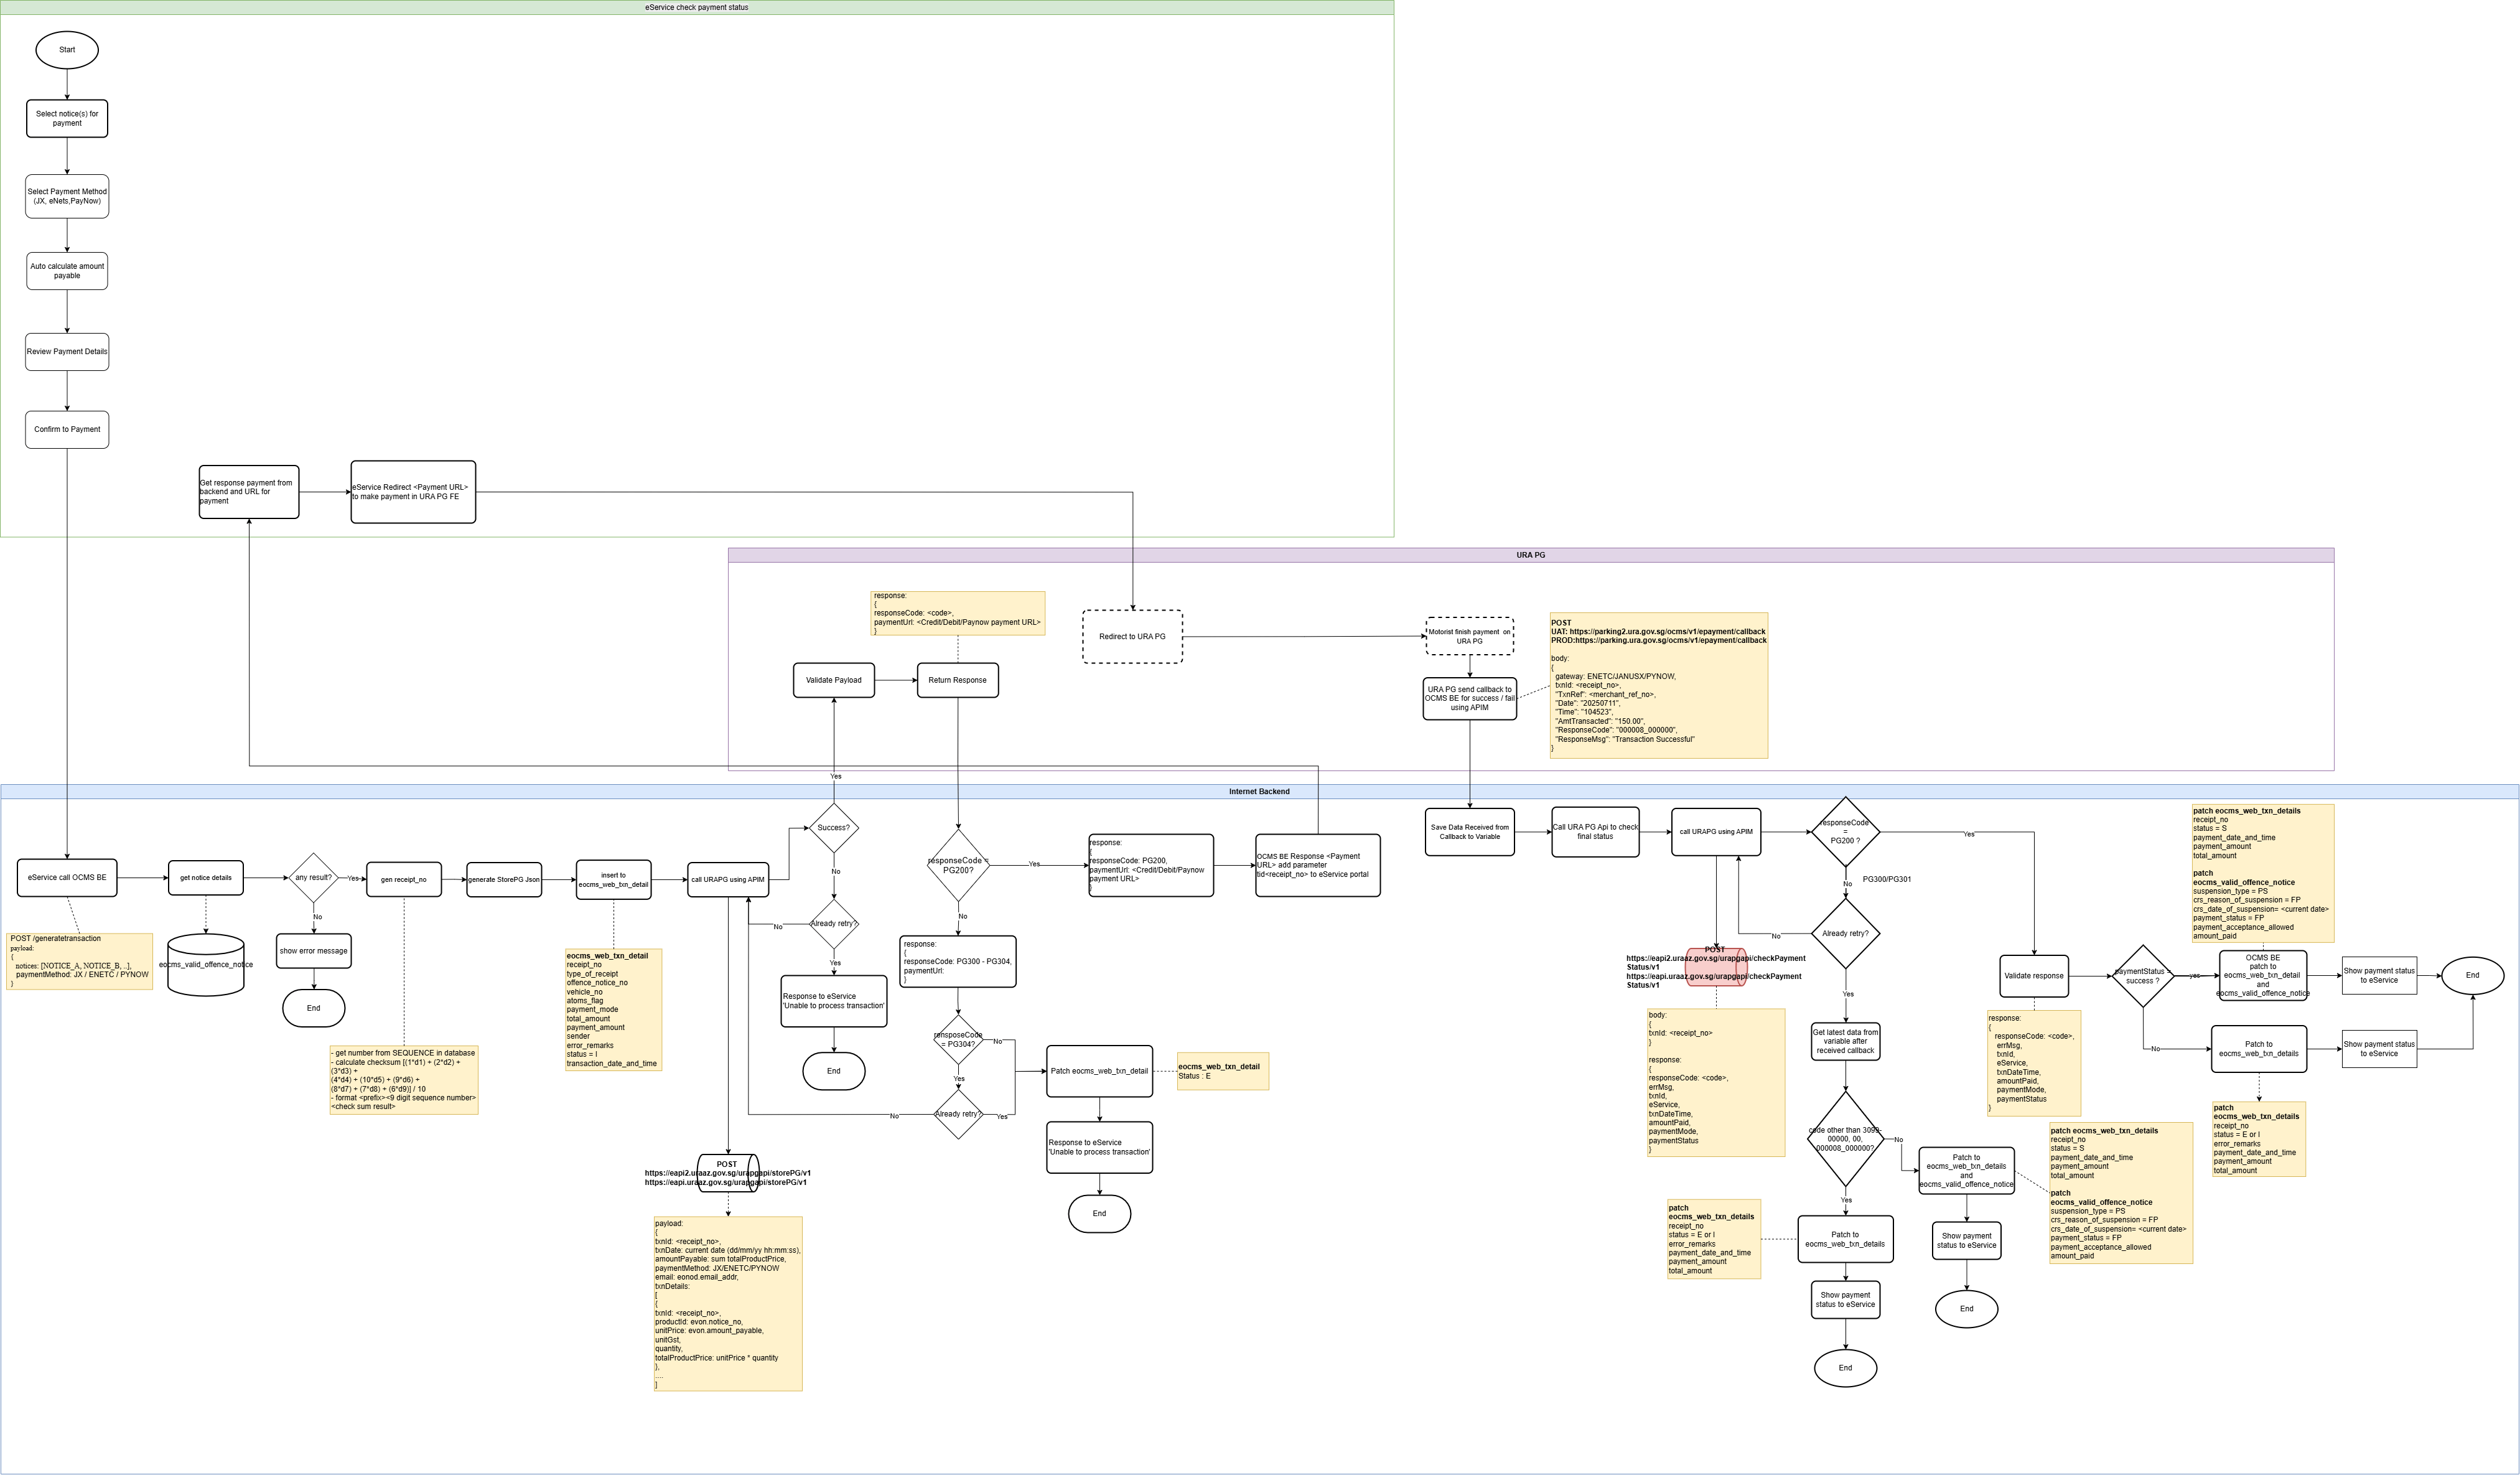 eService check payment status
Start
Select notice(s) for
payment
Select Payment Method
(JX, eNets,PayNow)
Auto calculate amount
payable
Review Payment Details
Confirm to Payment
Get response payment from
backend and URL for
payment
eService Redirect <Payment URL>
to make payment in URA PG FE
URA PG
response:
{
responseCode: <code>,
paymentUrl: <Credit/Debit/Paynow payment URL>
}
Validate Payload
Return Response
Redirect to URA PG
Motorist finish payment on
URA PG
URA PG send callback to
OCMS BE for success / fail
using APIM
POST
UAT: https://parking2.ura.gov.sg/ocms/v1/epayment/callback
PROD:https://parking.ura.gov.sg/ocms/v1/epayment/callback
body:
{
gateway: ENETC/JANUSX/PYNOW,
txnId: <receipt_no>,
"TxnRef": <merchant_ref_no>,
"Date": "20250711",
"Time": "104523",
"AmtTransacted": "150.00",
"ResponseCode": "000008_000000",
"ResponseMsg": "Transaction Successful"
}
Internet Backend
eService call OCMS BE
POST /generatetransaction
payload:
{
notices: [NOTICE_A, NOTICE_B, ..],
paymentMethod: JX / ENETC / PYNOW
}
get notice details
eocms_valid_offence_notice
any result?
Yes
No
show error message
End
gen receipt_no
- get number from SEQUENCE in database
- calculate checksum [(1*d1) + (2*d2) +
(3*d3) +
(4*d4) + (10*d5) + (9*d6) +
(8*d7) + (7*d8) + (6*d9)] / 10
- format <prefix><9 digit sequence number>
<check sum result>
generate StorePG Json
insert to
eocms_web_txn_detail
eocms_web_txn_detail
receipt_no
type_of_receipt
offence_notice_no
vehicle_no
atoms_flag
payment_mode
total_amount
payment_amount
sender
error_remarks
status = I
transaction_date_and_time
call URAPG using APIM
POST
https://eapi2.uraaz.gov.sg/urapgapi/storePG/v1
https://eapi.uraaz.gov.sg/urapgapi/storePG/v1
payload:
{
txnId: <receipt_no>,
txnDate: current date (dd/mm/yy hh:mm:ss),
amountPayable: sum totalProductPrice,
paymentMethod: JX/ENETC/PYNOW
email: eonod.email_addr,
txnDetails:
[
{
txnId: <receipt_no>,
productId: evon.notice_no,
unitPrice: evon.amount_payable,
unitGst,
quantity,
totalProductPrice: unitPrice * quantity
},
....
]
Yes
Success?
No
Already retry?
No
Yes
Response to eService
'Unable to process transaction'
End
responseCode =
PG200?
Yes
No
response:
{
responseCode: PG300 - PG304,
paymentUrl:
}
rensposeCode
= PG304?
No
Yes
Already retry?
No
Yes
response:
{
responseCode: PG200,
paymentUrl: <Credit/Debit/Paynow
payment URL>
}
OCMS BE Response <Payment
URL> add parameter
tid<receipt_no> to eService portal
Patch eocms_web_txn_detail
eocms_web_txn_detail
Status : E
Response to eService
'Unable to process transaction'
End
Save Data Received from
Callback to Variable
Call URA PG Api to check
final status
call URAPG using APIM
POST
https://eapi2.uraaz.gov.sg/urapgapi/checkPayment
Status/v1
https://eapi.uraaz.gov.sg/urapgapi/checkPayment
Status/v1
body:
{
txnId: <receipt_no>
}
response:
{
responseCode: <code>,
errMsg,
txnId,
eService,
txnDateTime,
amountPaid,
paymentMode,
paymentStatus
}
responseCode
=
PG200 ?
Yes
No
PG300/PG301
Already retry?
No
Yes
Get latest data from
variable after
received callback
code other than 3099-
00000, 00,
000008_000000?
No
Yes
Patch to
eocms_web_txn_details
patch
eocms_web_txn_details
receipt_no
status = E or I
error_remarks
payment_date_and_time
payment_amount
total_amount
Show payment
status to eService
End
Patch to
eocms_web_txn_details
and
eocms_valid_offence_notice
Show payment
status to eService
End
patch eocms_web_txn_details
receipt_no
status = S
payment_date_and_time
payment_amount
total_amount
patch
eocms_valid_offence_notice
suspension_type = PS
crs_reason_of_suspension = FP
crs_date_of_suspension= <current date>
payment_status = FP
payment_acceptance_allowed
amount_paid
Validate response
response:
{
responseCode: <code>,
errMsg,
txnId,
eService,
txnDateTime,
amountPaid,
paymentMode,
paymentStatus
}
paymentStatus =
success ?
yes
No
patch eocms_web_txn_details
receipt_no
status = S
payment_date_and_time
payment_amount
total_amount
patch
eocms_valid_offence_notice
suspension_type = PS
crs_reason_of_suspension = FP
crs_date_of_suspension= <current date>
payment_status = FP
payment_acceptance_allowed
amount_paid
OCMS BE
patch to
eocms_web_txn_detail
and
eocms_valid_offence_notice
Show payment status
to eService
End
Patch to
eocms_web_txn_details
Show payment status
to eService
patch
eocms_web_txn_details
receipt_no
status = E or I
error_remarks
payment_date_and_time
payment_amount
total_amount